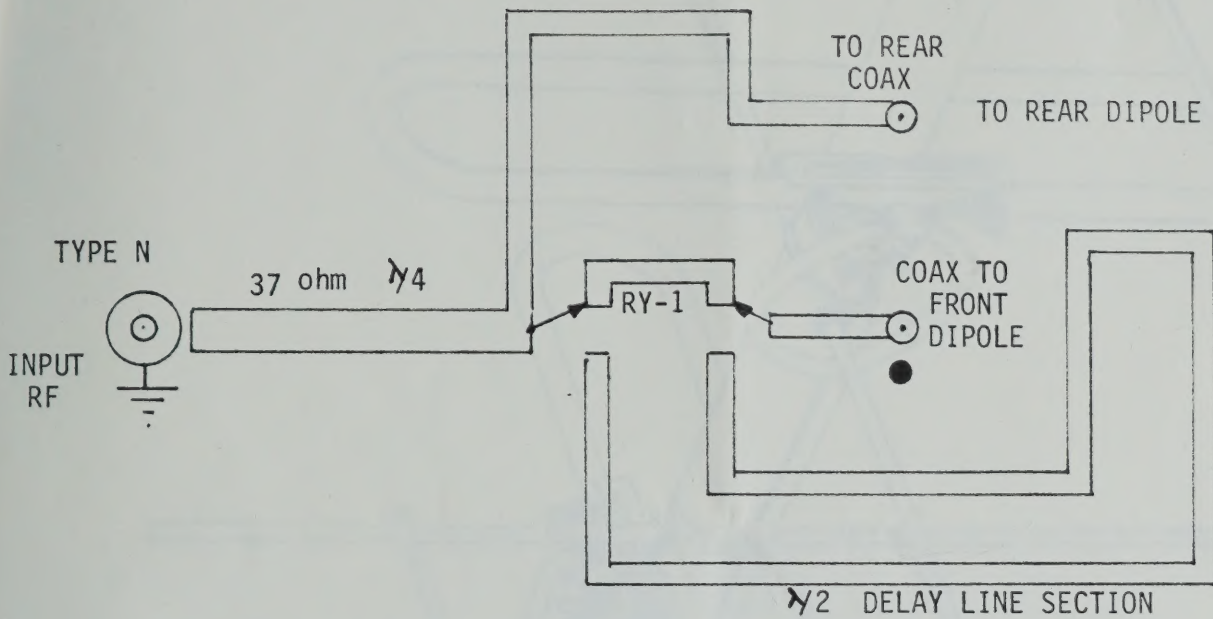 TO REAR
COAX
TO REAR DIPOLE
TYPE N
37 ohm λ/4
INPUT
RF
RY-1
COAX TO
FRONT
DIPOLE
λ/2 DELAY LINE SECTION